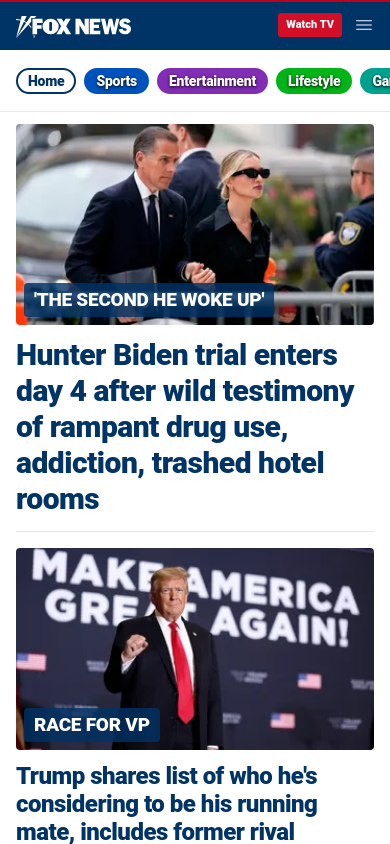 FOX NEWS
Watch TV
Home
Sports
Entertainment
Lifestyle
Ga
'THE SECOND HE WOKE UP'
Hunter Biden trial enters
day 4 after wild testimony
of rampant drug use,
addiction, trashed hotel
rooms
MAKE AMERICA
GREAT AGAIN!
RACE FOR VP
Trump shares list of who he's
considering to be his running
mate, includes former rival